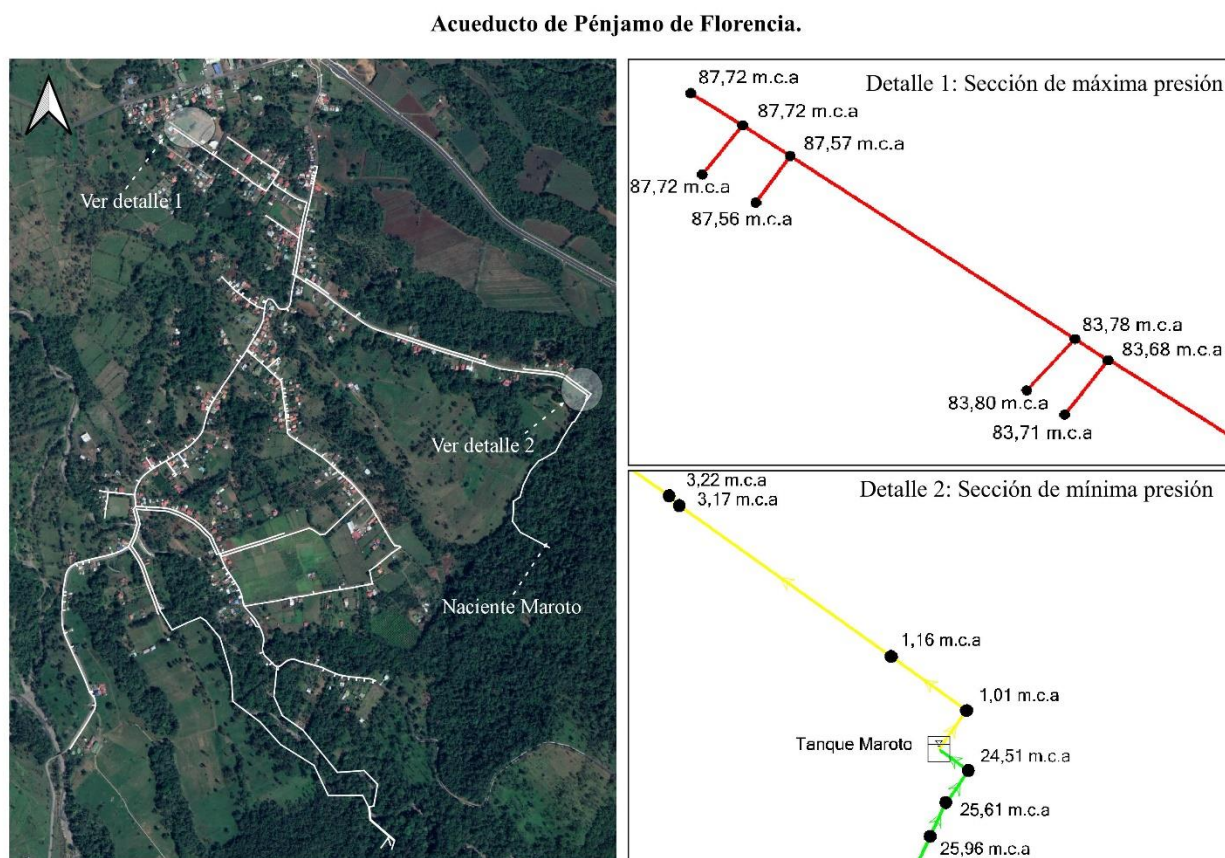 Acueducto de Pénjamo de Florencia.
Ver detalle 1
Ver detalle 2
Naciente Maroto
Detalle 1: Sección de máxima presión
87,72 m.c.a
87,72 m.c.a
87,57 m.c.a
87,72 m.c.a
87,56 m.c.a
83,78 m.c.a
83,68 m.c.a
83,80 m.c.a
83,71 m.c.a
Detalle 2: Sección de mínima presión
3,22 m.c.a
3,17 m.c.a
1,16 m.c.a
1,01 m.c.a
Tanque Maroto
24,51 m.c.a
25,61 m.c.a
25,96 m.c.a